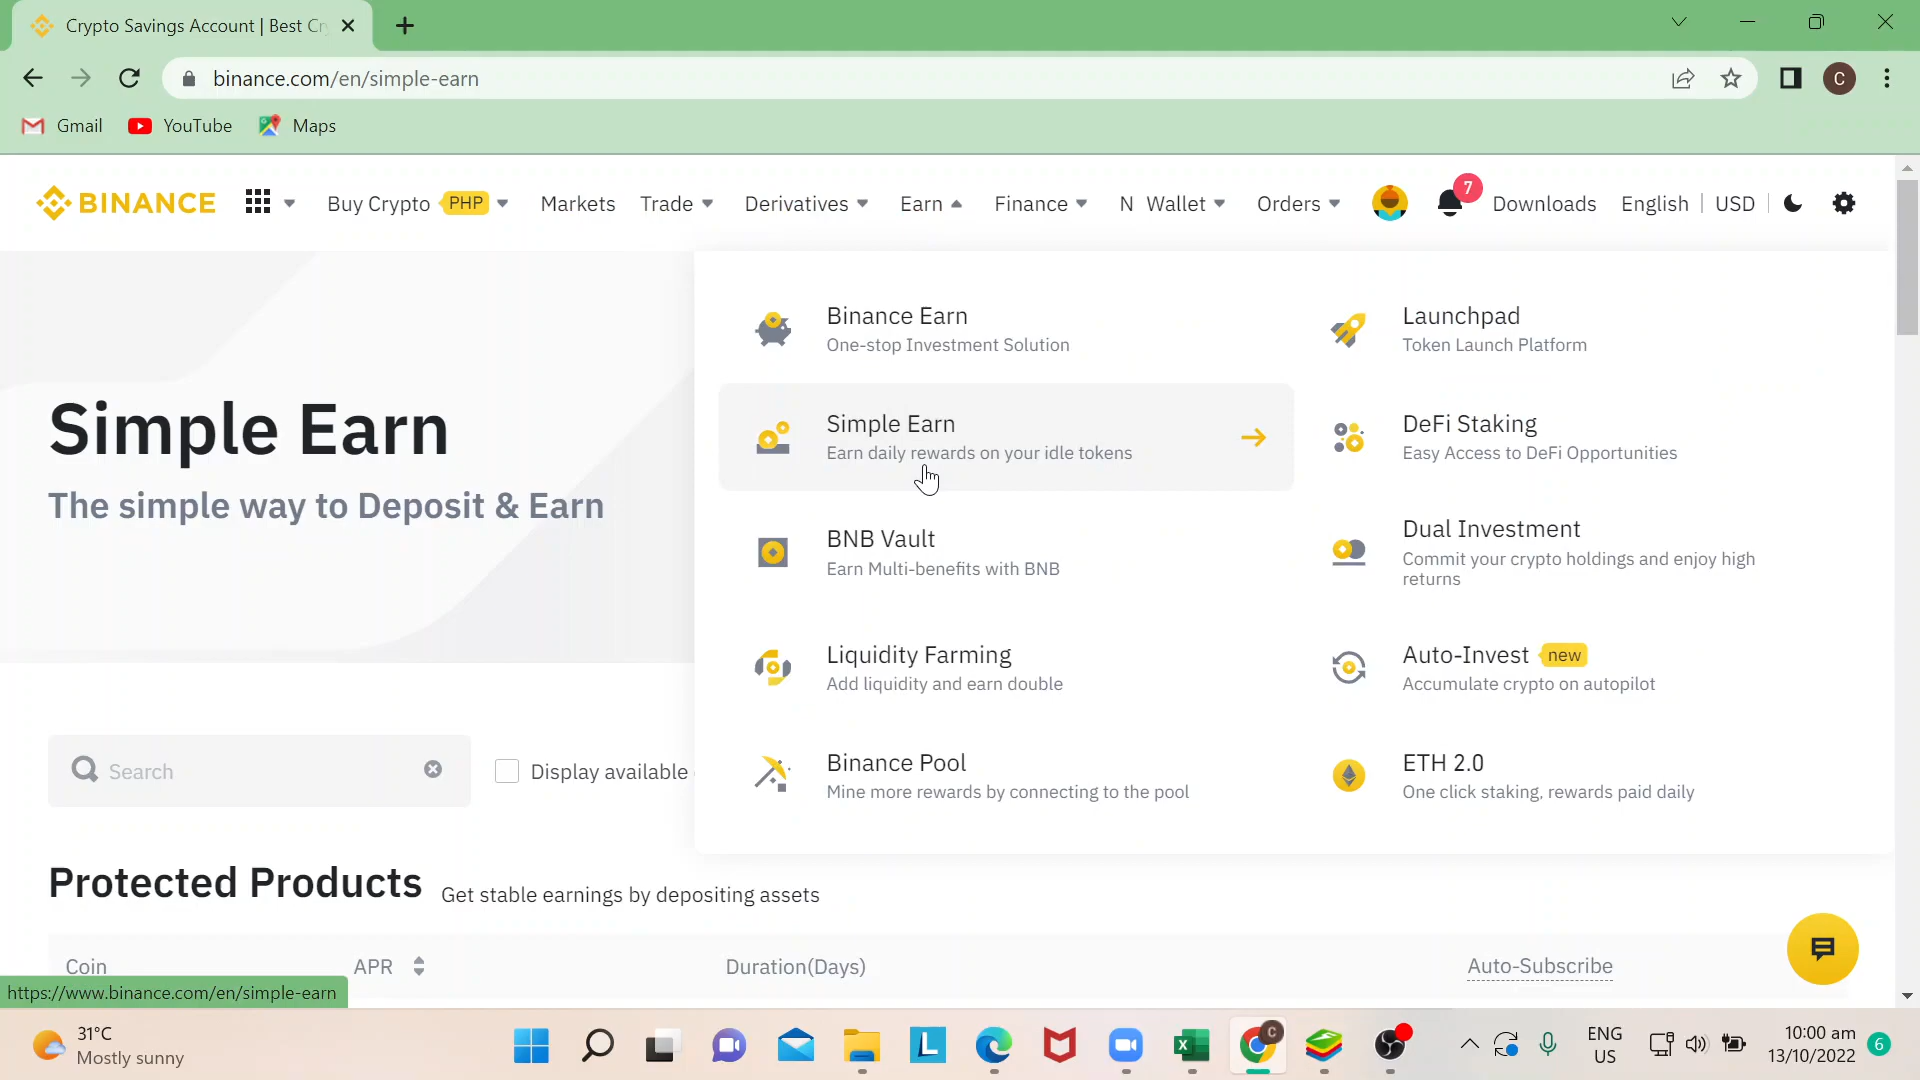 Crypto Savings Account | Best Cr
binance.com/en/simple-earn
C
Gmail
YouTube
Maps
BINANCE
Buy Crypto PHP
Markets
Trade
Derivatives
Earn
Finance
N Wallet
Orders
7
Downloads
English
USD
Binance Earn
One-stop Investment Solution
Launchpad
Token Launch Platform
Simple Earn
Earn daily rewards on your idle tokens
DeFi Staking
Easy Access to DeFi Opportunities
BNB Vault
Earn Multi-benefits with BNB
Dual Investment
Commit your crypto holdings and enjoy high
returns
Liquidity Farming
Add liquidity and earn double
Auto-Invest new
Accumulate crypto on autopilot
Binance Pool
Mine more rewards by connecting to the pool
ETH 2.0
One click staking, rewards paid daily
Simple Earn
The simple way to Deposit & Earn
Search
Display available
Protected Products
Get stable earnings by depositing assets
Coin
APR
Duration(Days)
Auto-Subscribe
https://www.binance.com/en/simple-earn
31°C
Mostly sunny
L
X
C
ENG
US
10:00 am
13/10/2022
6